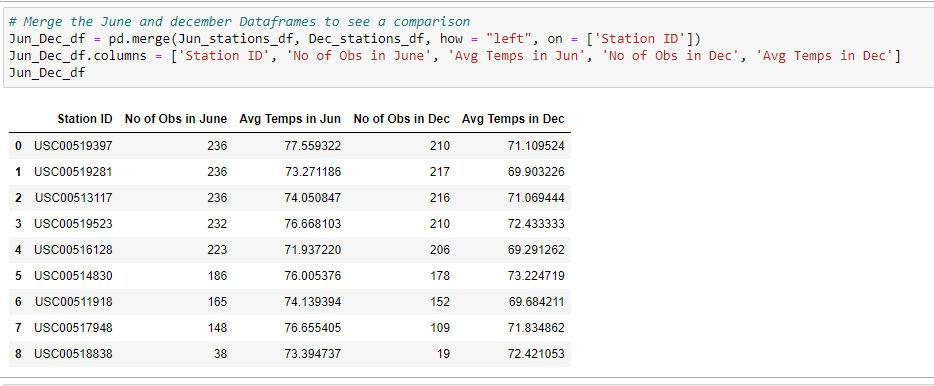 # Merge the June and december Dataframes to see a comparison
Jun_Dec_df = pd.merge(Jun_stations_df, Dec_stations_df, how = "left", on = ['Station ID'])
Jun_Dec_df.columns = ['Station ID', 'No of Obs in June', 'Avg Temps in Jun', 'No of Obs in Dec', 'Avg Temps in Dec']
Jun_Dec_df
Station ID No of Obs in June Avg Temps in Jun No of Obs in Dec Avg Temps in Dec
0 USC00519397 236 77.559322 210 71.109524
1 USC00519281 236 73.271186 217 69.903226
2 USC00513117 236 74.050847 216 71.069444
3 USC00519523 232 76.668103 210 72.433333
4 USC00516128 223 71.937220 206 69.291262
5 USC00514830 186 76.005376 178 73.224719
6 USC00511918 165 74.139394 152 69.684211
7 USC00517948 148 76.655405 109 71.834862
8 USC00518838 38 73.394737 19 72.421053